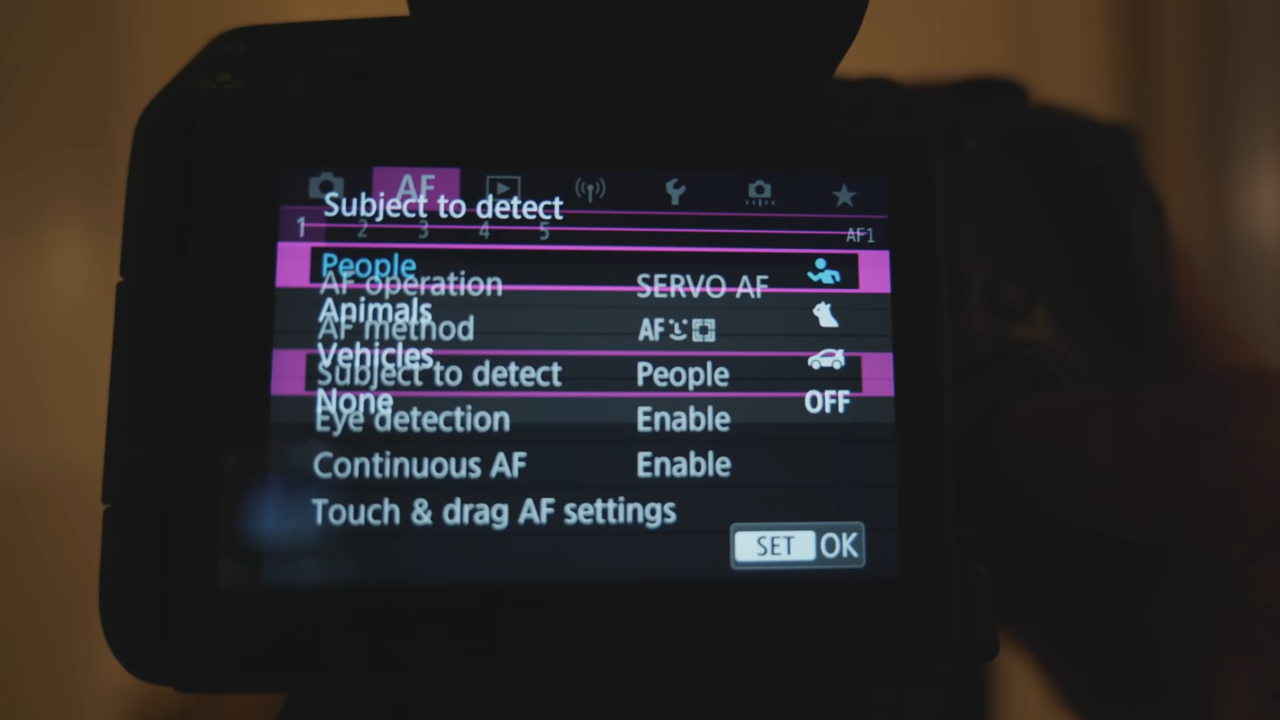 AF
Subject to detect
1 2 3 4 5 AF1
People
AF operation SERVO AF
Animals
AF method AF
Vehicles
Subject to detect People
None OFF
Eye detection Enable
Continuous AF Enable
Touch & drag AF settings
SET OK